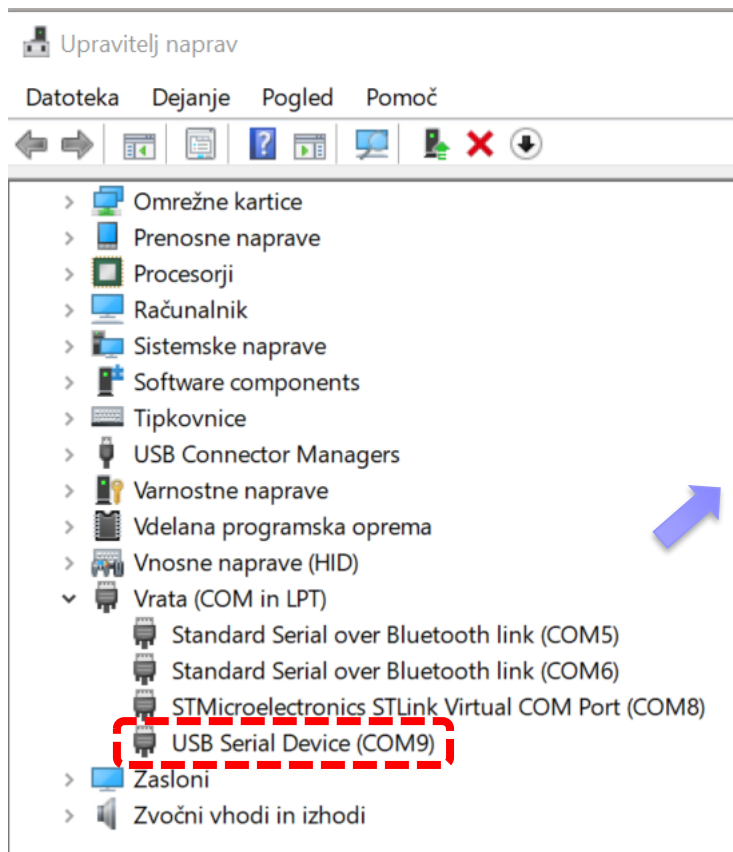 Upravitelj naprav
Datoteka Dejanje Pogled Pomoč
Omrežne kartice
Prenosne naprave
Procesorji
Računalnik
Sistemske naprave
Software components
Tipkovnice
USB Connector Managers
Varnostne naprave
Vdelana programska oprema
Vnosne naprave (HID)
Vrata (COM in LPT)
Standard Serial over Bluetooth link (COM5)
Standard Serial over Bluetooth link (COM6)
STMicroelectronics STLink Virtual COM Port (COM8)
USB Serial Device (COM9)
Zasloni
Zvočni vhodi in izhodi